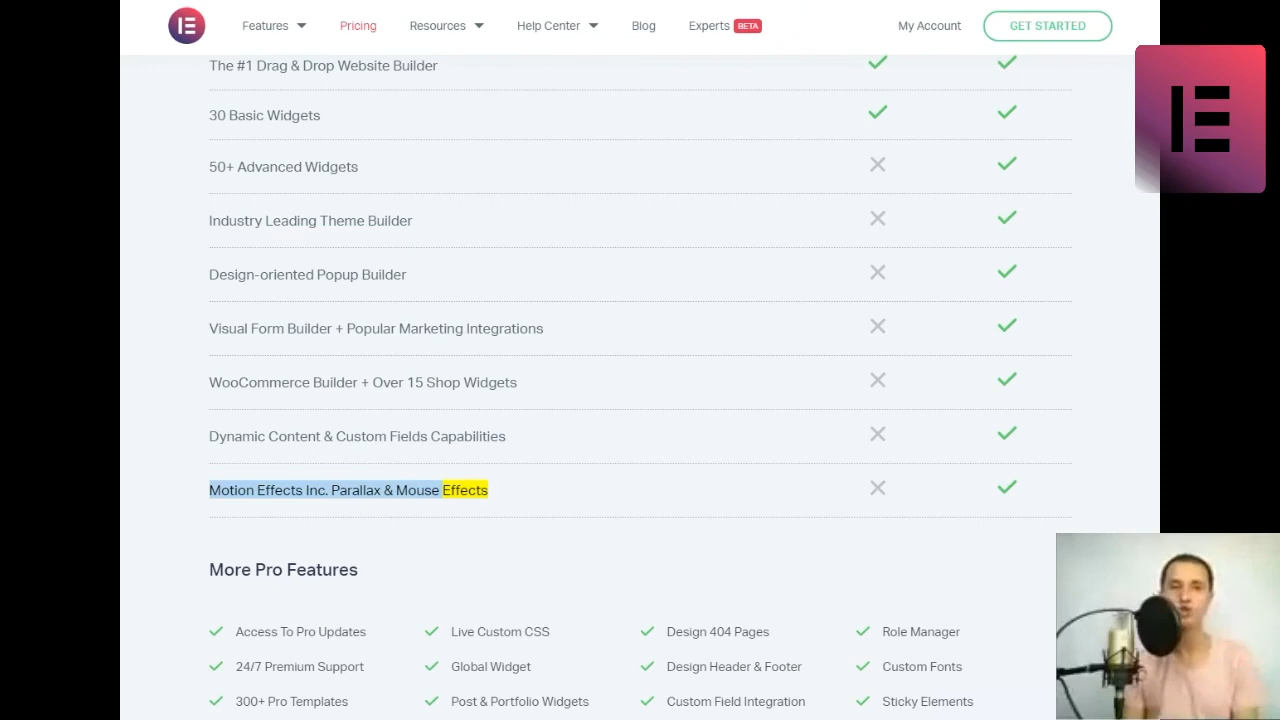 Features Pricing Resources Help Center Blog Experts BETA My Account GET STARTED
The #1 Drag & Drop Website Builder
30 Basic Widgets
50+ Advanced Widgets
Industry Leading Theme Builder
Design-oriented Popup Builder
Visual Form Builder + Popular Marketing Integrations
WooCommerce Builder + Over 15 Shop Widgets
Dynamic Content & Custom Fields Capabilities
Motion Effects Inc. Parallax & Mouse Effects
More Pro Features
Access To Pro Updates Live Custom CSS Design 404 Pages Role Manager
24/7 Premium Support Global Widget Design Header & Footer Custom Fonts
300+ Pro Templates Post & Portfolio Widgets Custom Field Integration Sticky Elements